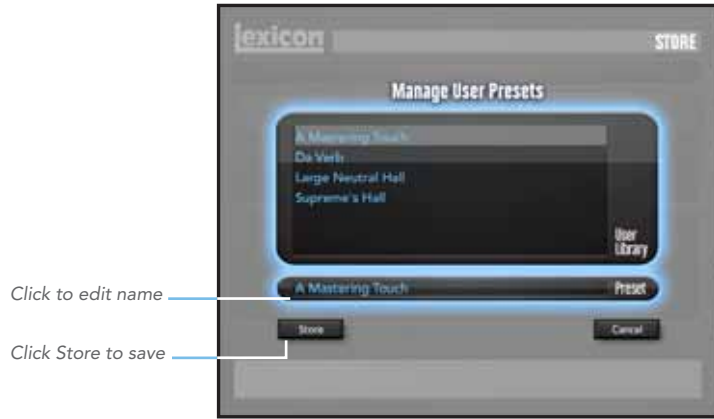 lexicon
STORE
Manage User Presets
A Mastering Touch
Da Verb
Large Neutral Hall
Supreme's Hall
User
Library
Click to edit name
A Mastering Touch
Preset
Store
Cancel
Click Store to save